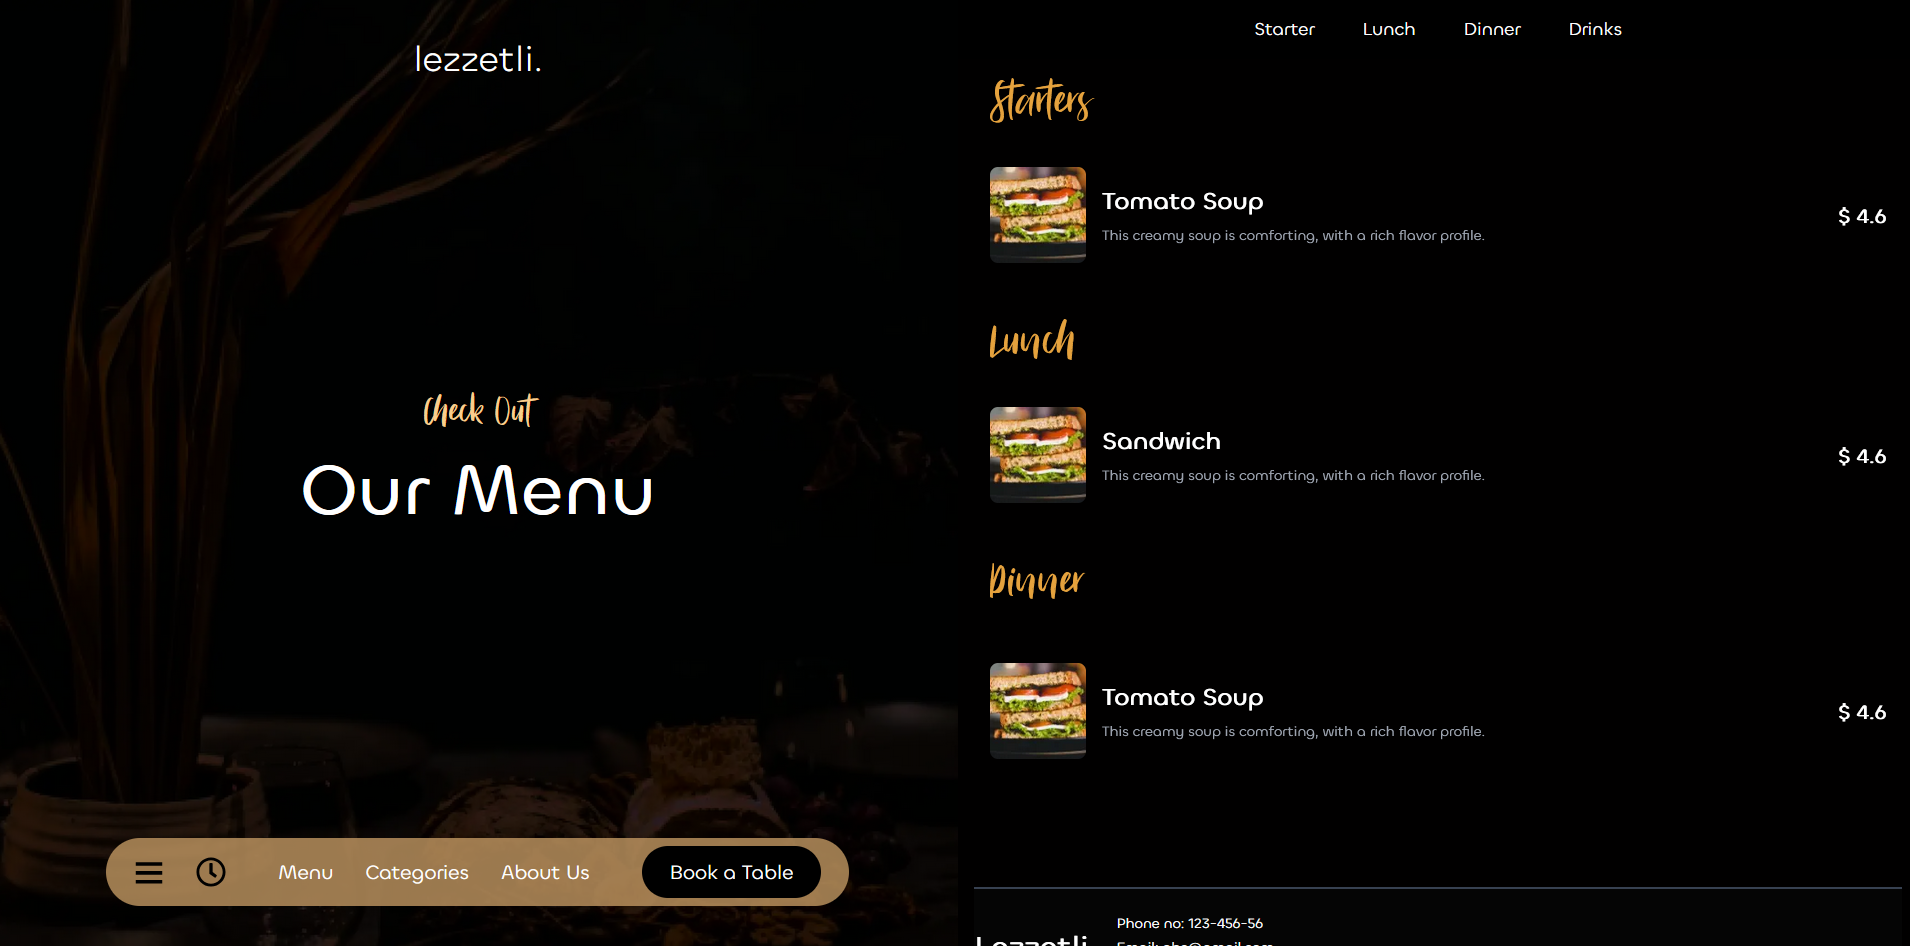 lezzetli.
Check Out
Our Menu
Menu Categories About Us Book a Table
Starter Lunch Dinner Drinks
Starters
Tomato Soup
This creamy soup is comforting, with a rich flavor profile.
$ 4.6
Lunch
Sandwich
This creamy soup is comforting, with a rich flavor profile.
$ 4.6
Dinner
Tomato Soup
This creamy soup is comforting, with a rich flavor profile.
$ 4.6
Lezzetli
Phone no: 123-456-56